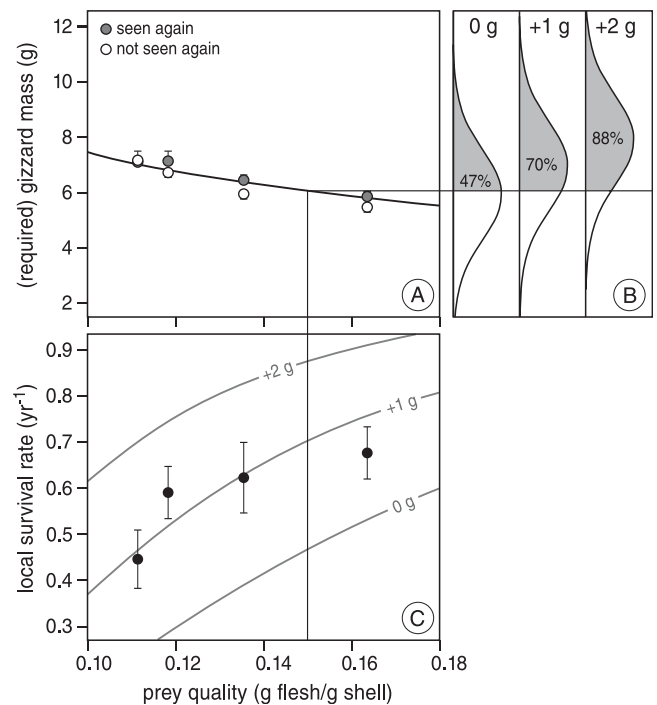 seen again
not seen again
12
10
8
6
4
2
(required) gizzard mass (g)
A
0 g +1 g +2 g
47% 70% 88%
B
0.9
0.8
0.7
0.6
0.5
0.4
0.3
local survival rate (yr-1)
+2 g
+1 g
0 g
C
0.10 0.12 0.14 0.16 0.18
prey quality (g flesh/g shell)